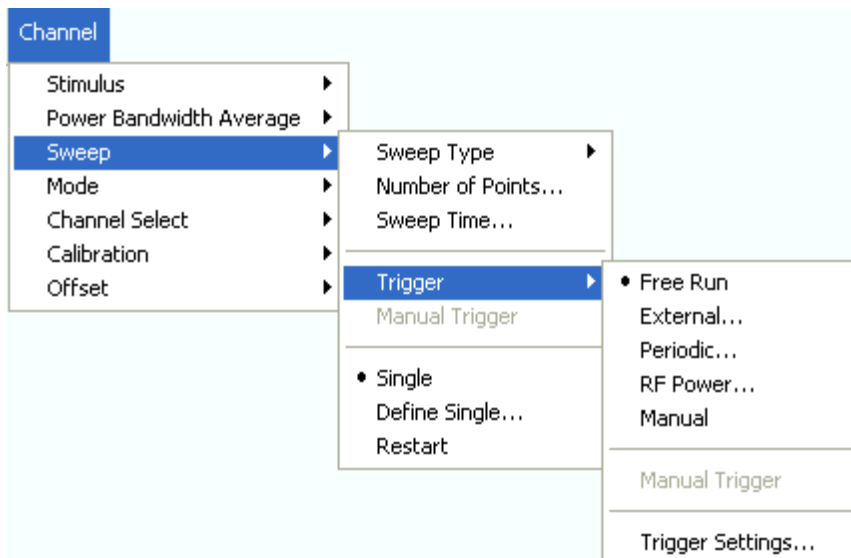 Channel
Stimulus
Power Bandwidth Average
Sweep
Mode
Channel Select
Calibration
Offset
Sweep Type
Number of Points...
Sweep Time...
Trigger
Manual Trigger
Single
Define Single...
Restart
Free Run
External...
Periodic...
RF Power...
Manual
Manual Trigger
Trigger Settings...